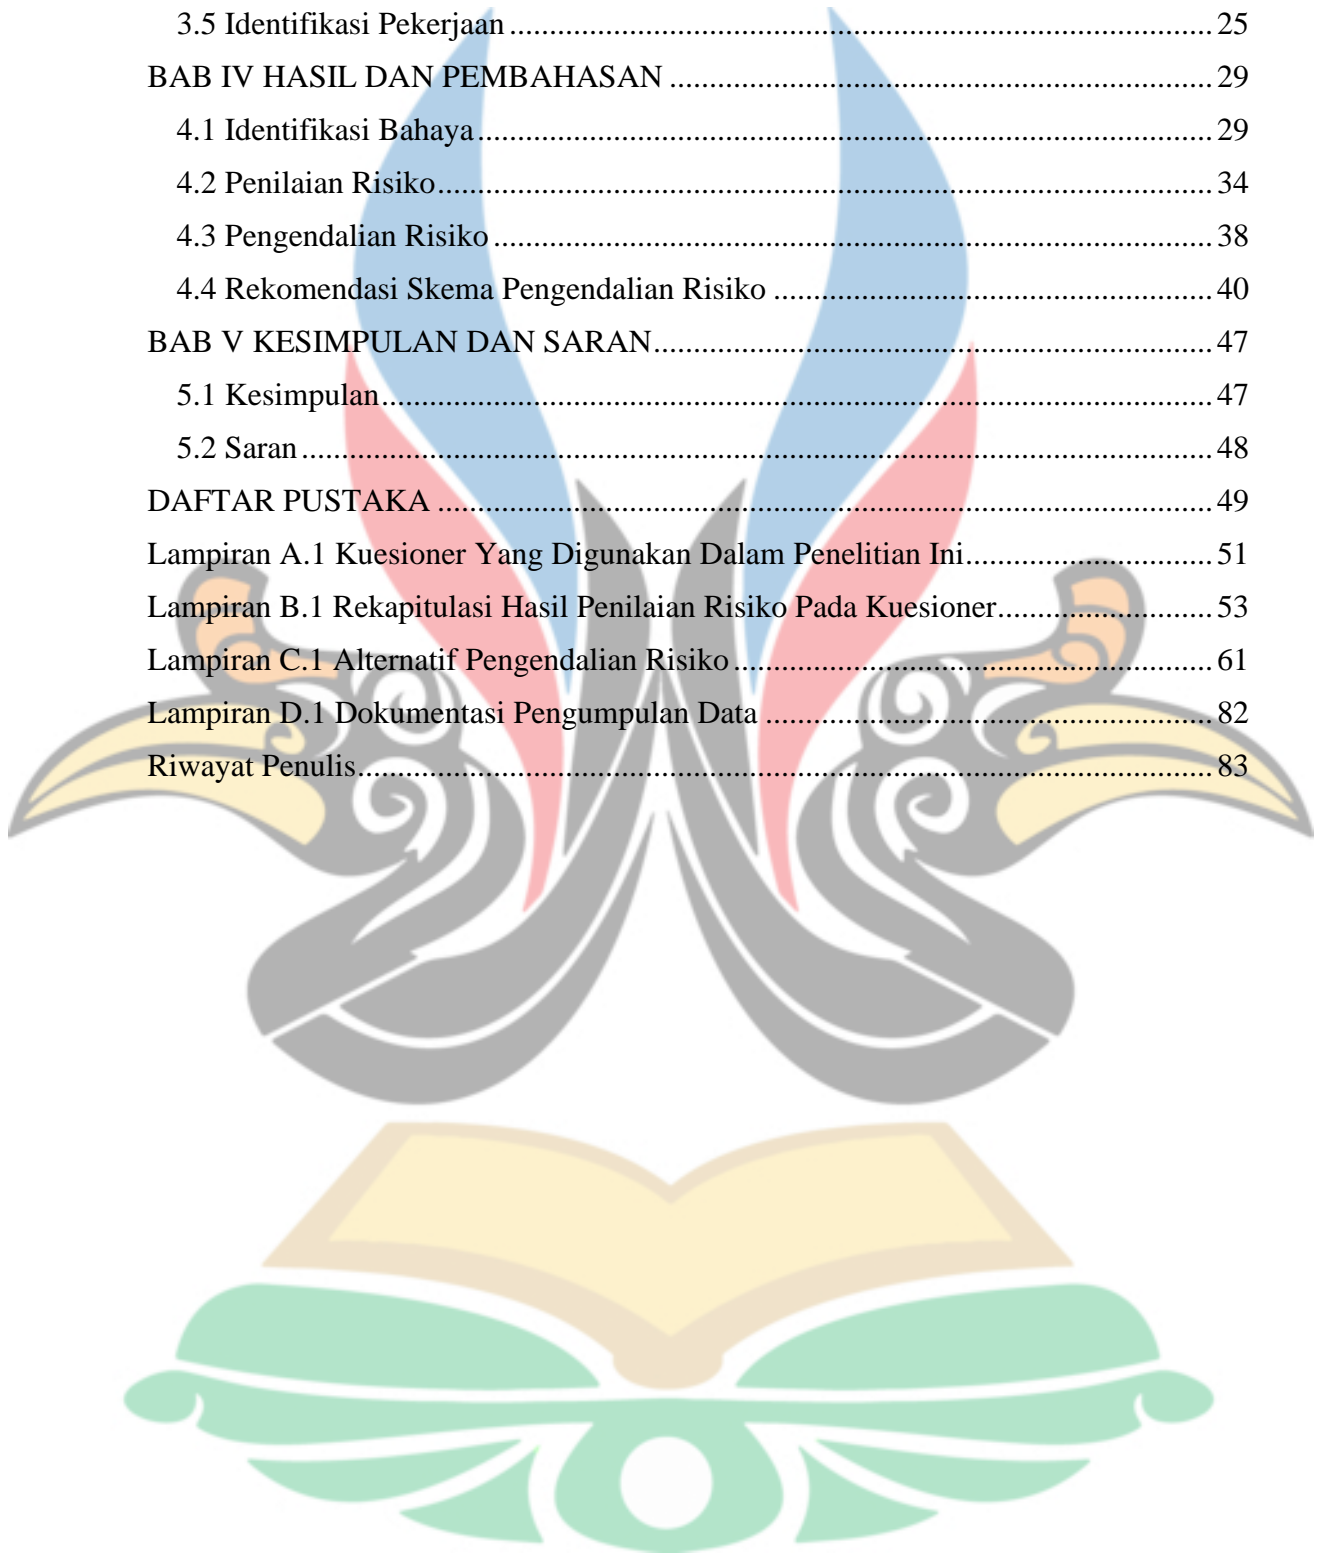 3.5 Identifikasi Pekerjaan ........................................................................................ 25
BAB IV HASIL DAN PEMBAHASAN .................................................................... 29
4.1 Identifikasi Bahaya ............................................................................................ 29
4.2 Penilaian Risiko ................................................................................................. 34
4.3 Pengendalian Risiko .......................................................................................... 38
4.4 Rekomendasi Skema Pengendalian Risiko ....................................................... 40
BAB V KESIMPULAN DAN SARAN ...................................................................... 47
5.1 Kesimpulan ........................................................................................................ 47
5.2 Saran .................................................................................................................. 48
DAFTAR PUSTAKA ................................................................................................. 49
Lampiran A.1 Kuesioner Yang Digunakan Dalam Penelitian Ini ............................... 51
Lampiran B.1 Rekapitulasi Hasil Penilaian Risiko Pada Kuesioner ........................... 53
Lampiran C.1 Alternatif Pengendalian Risiko ............................................................ 61
Lampiran D.1 Dokumentasi Pengumpulan Data ........................................................ 82
Riwayat Penulis ........................................................................................................... 83